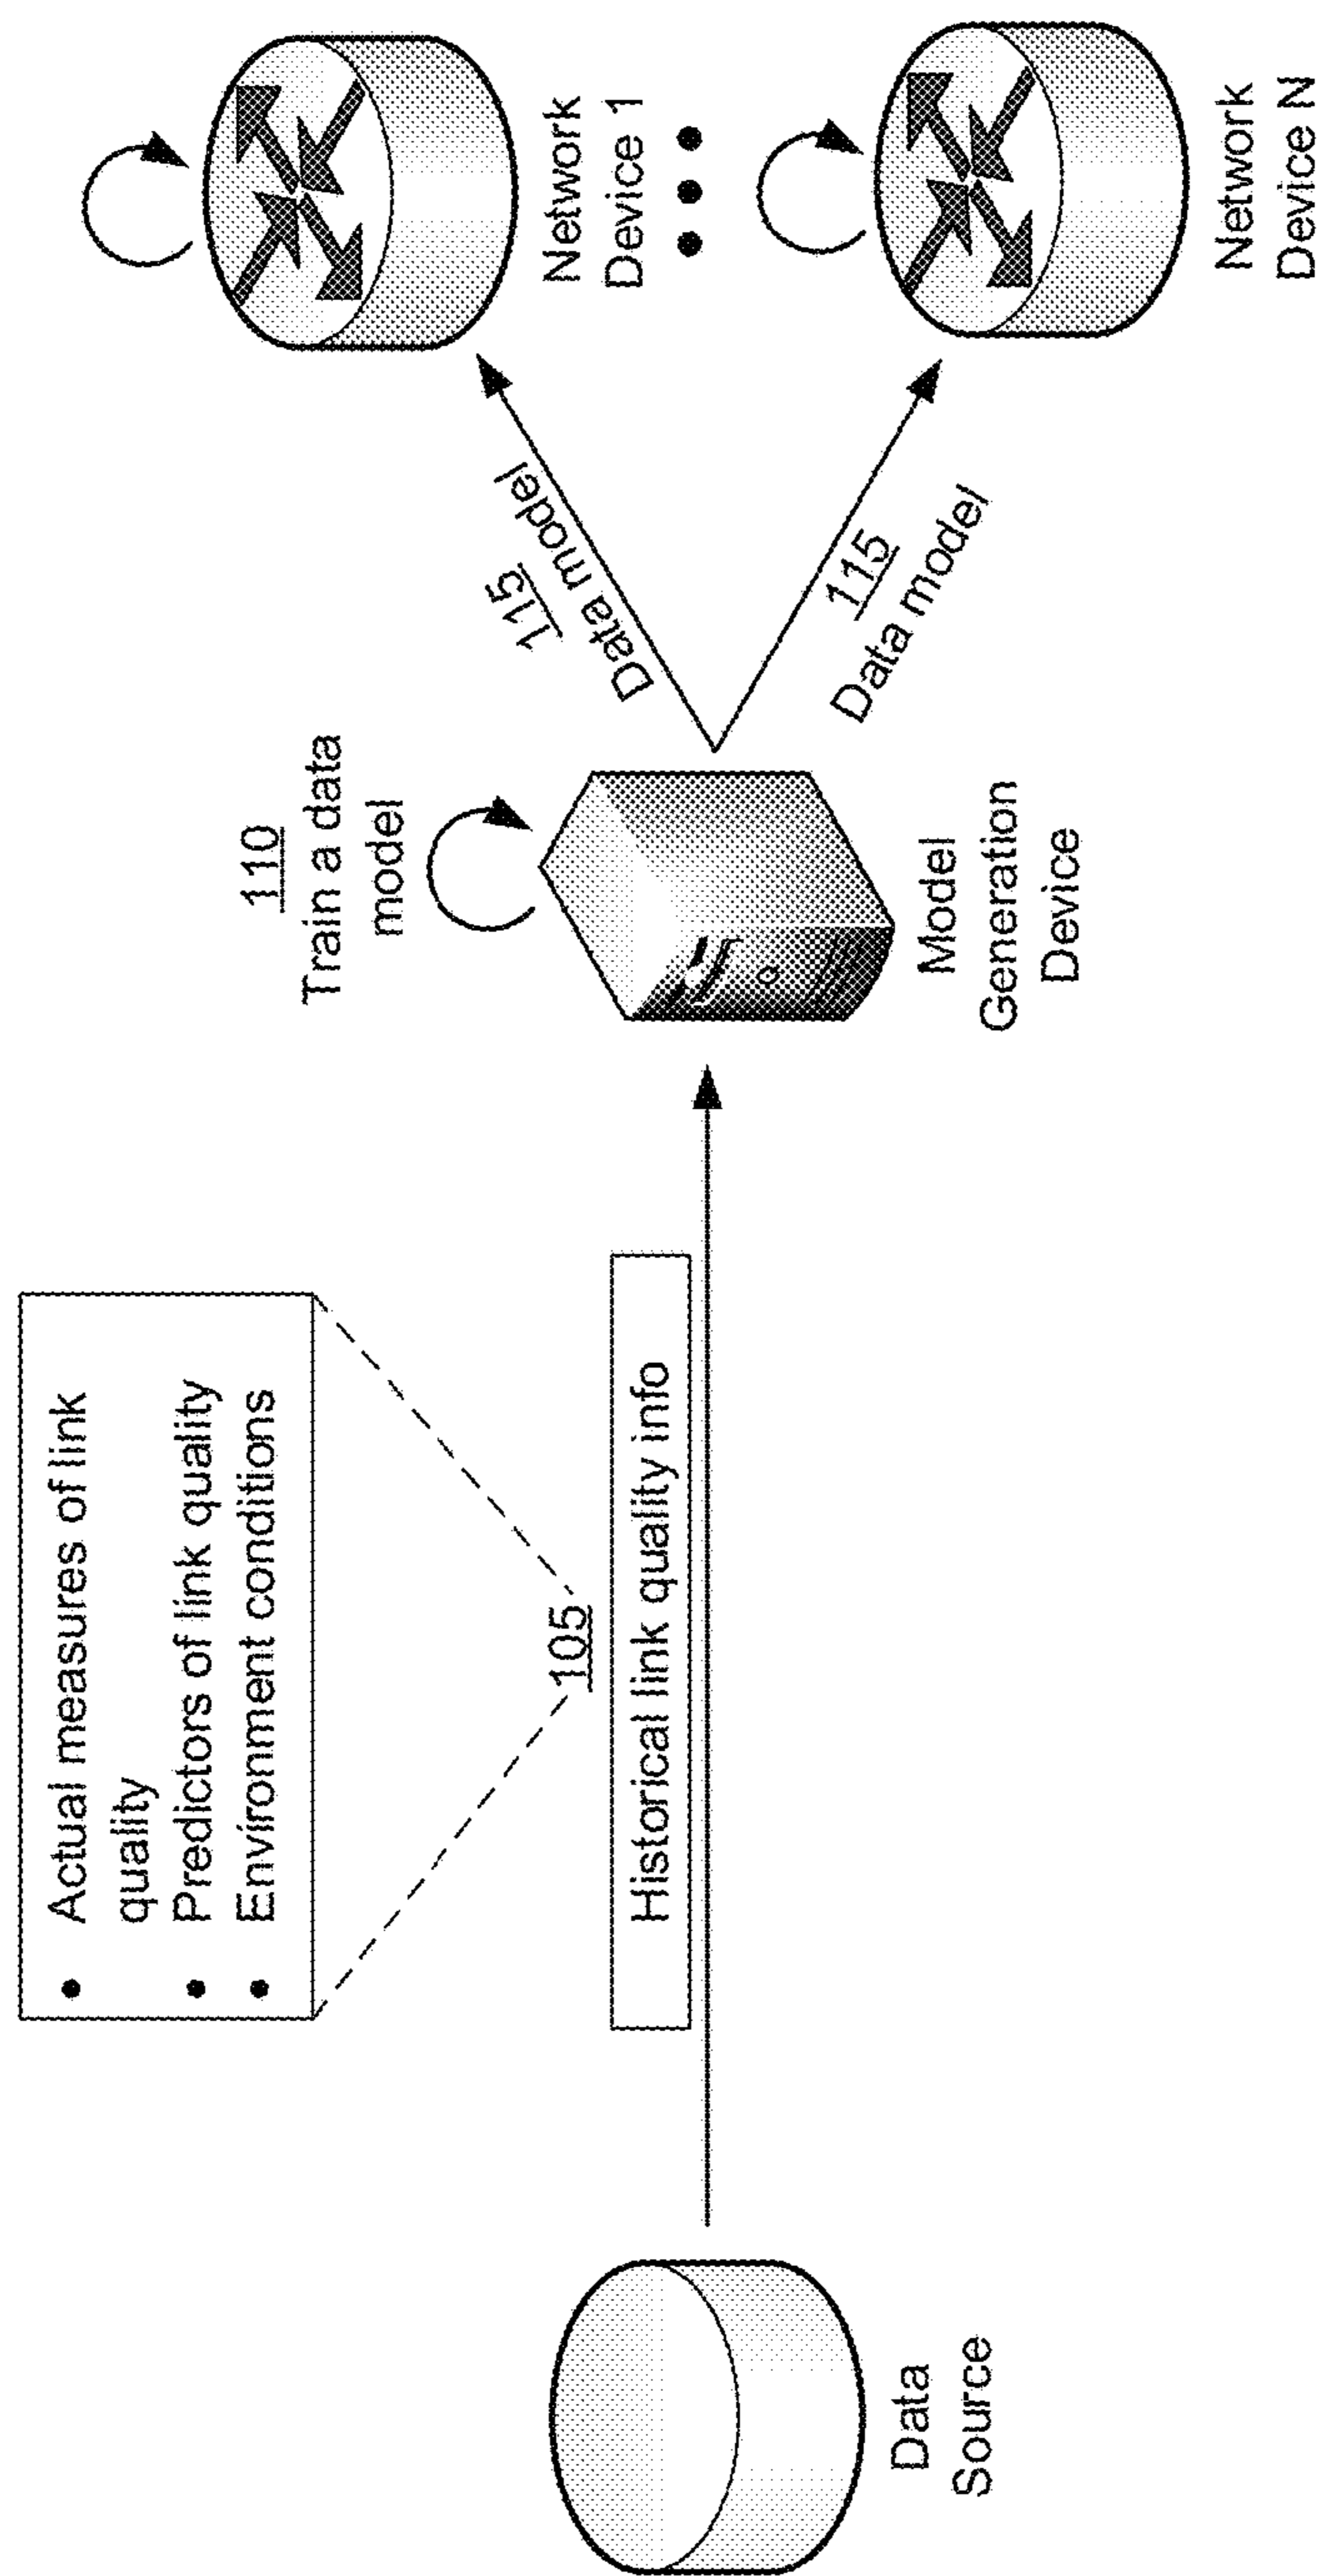 • Actual measures of link
quality
• Predictors of link quality
• Environment conditions
105
Historical link quality info
Data
Source
110
Train a data
model
Model
Generation
Device
115
Data model
115
Data model
Network
Device 1
Network
Device N